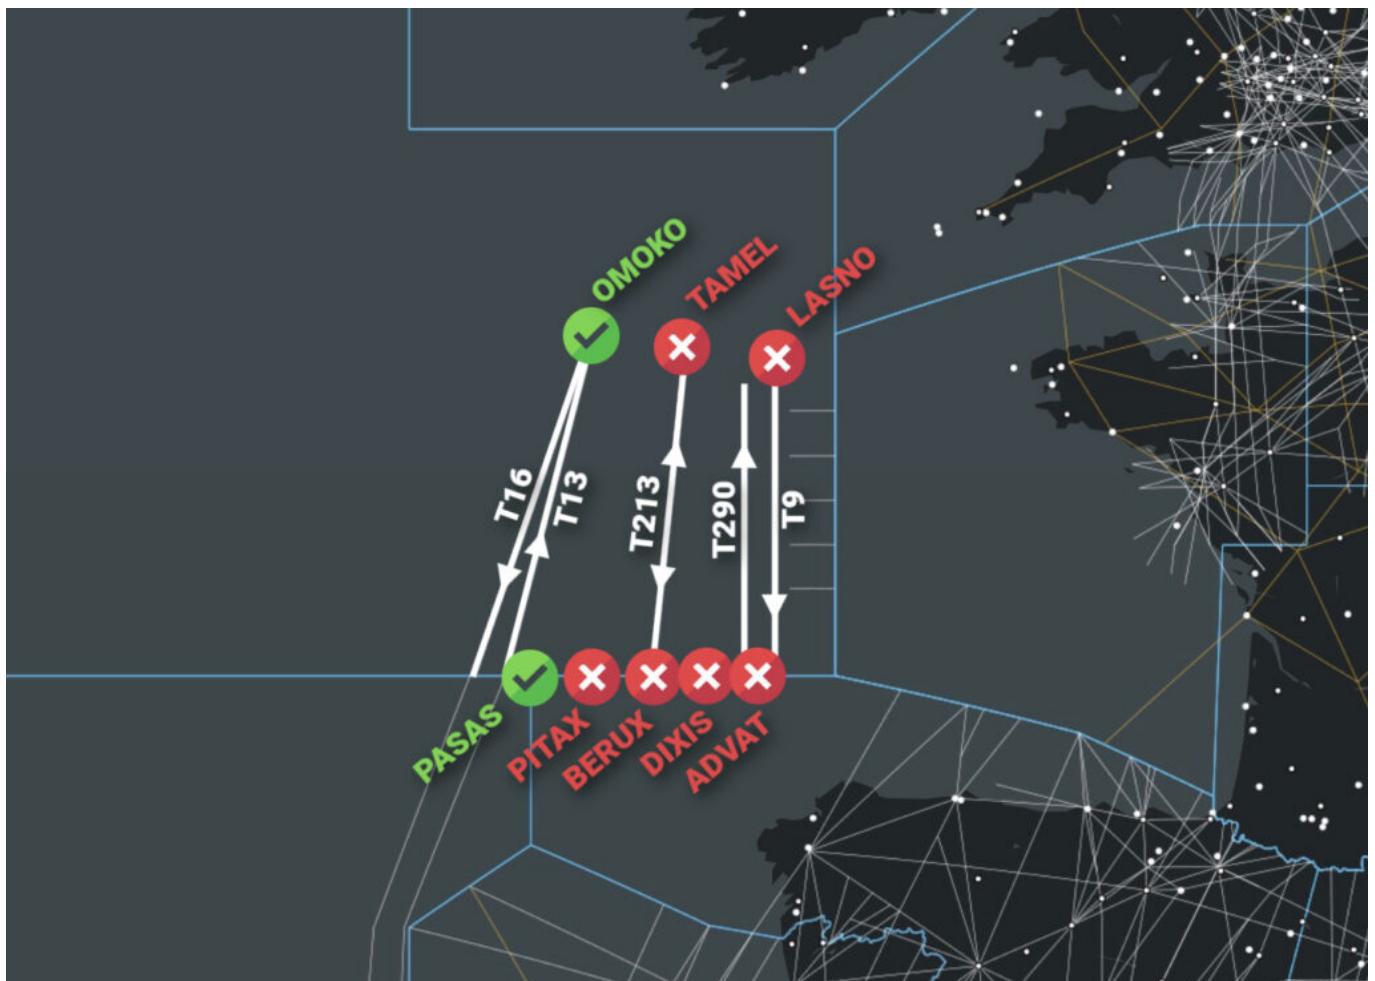 OMOKO
TAMEL
LASNO
T16
T13
T213
T290
T9
PASAS
PITAX
BERUX
DIXIS
ADVAT